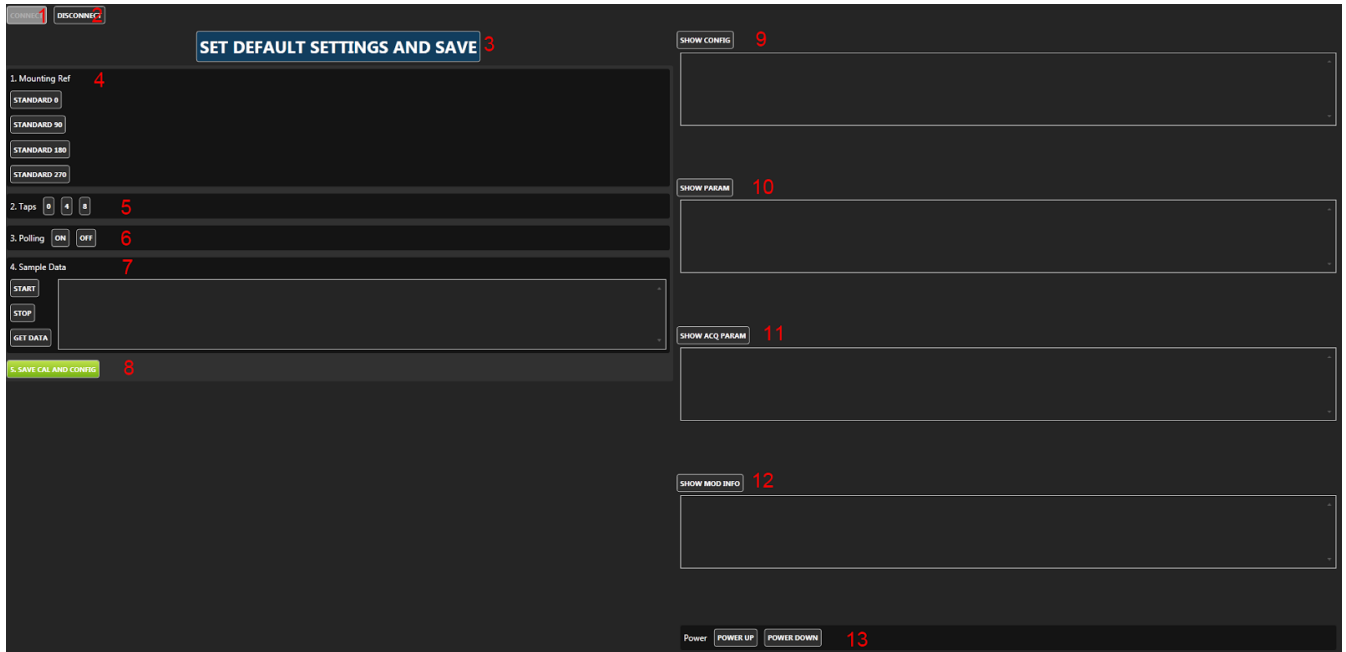 CONNECT 1 DISCONNECT 2
SET DEFAULT SETTINGS AND SAVE 3
1. Mounting Ref 4
STANDARD 0
STANDARD 90
STANDARD 180
STANDARD 270
2. Taps 0 4 8 5
3. Polling ON OFF 6
4. Sample Data 7
START
STOP
GET DATA
5. SAVE CAL AND CONFIG 8
SHOW CONFIG 9
SHOW PARAM 10
SHOW ACQ PARAM 11
SHOW MOD INFO 12
Power POWER UP POWER DOWN 13